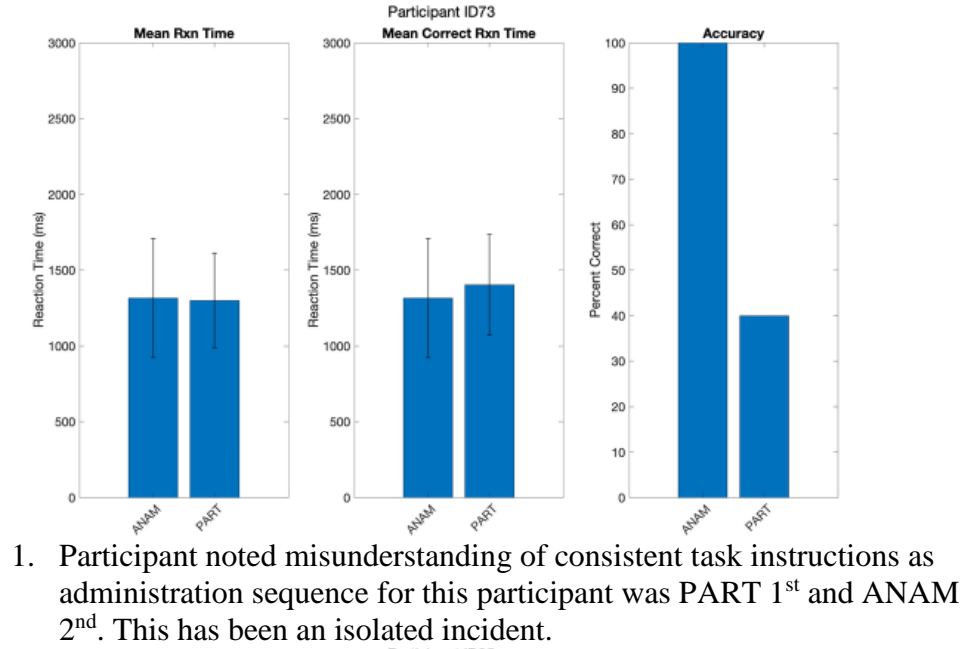 Participant ID73
Mean Rxn Time
Mean Correct Rxn Time
Accuracy
3000
2500
2000
1500
1000
500
0
Reaction Time (ms)
ANAM
PART
3000
2500
2000
1500
1000
500
0
Reaction Time (ms)
ANAM
PART
100
90
80
70
60
50
40
30
20
10
0
Percent Correct
ANAM
PART
1. Participant noted misunderstanding of consistent task instructions as
administration sequence for this participant was PART 1st and ANAM
2nd. This has been an isolated incident.